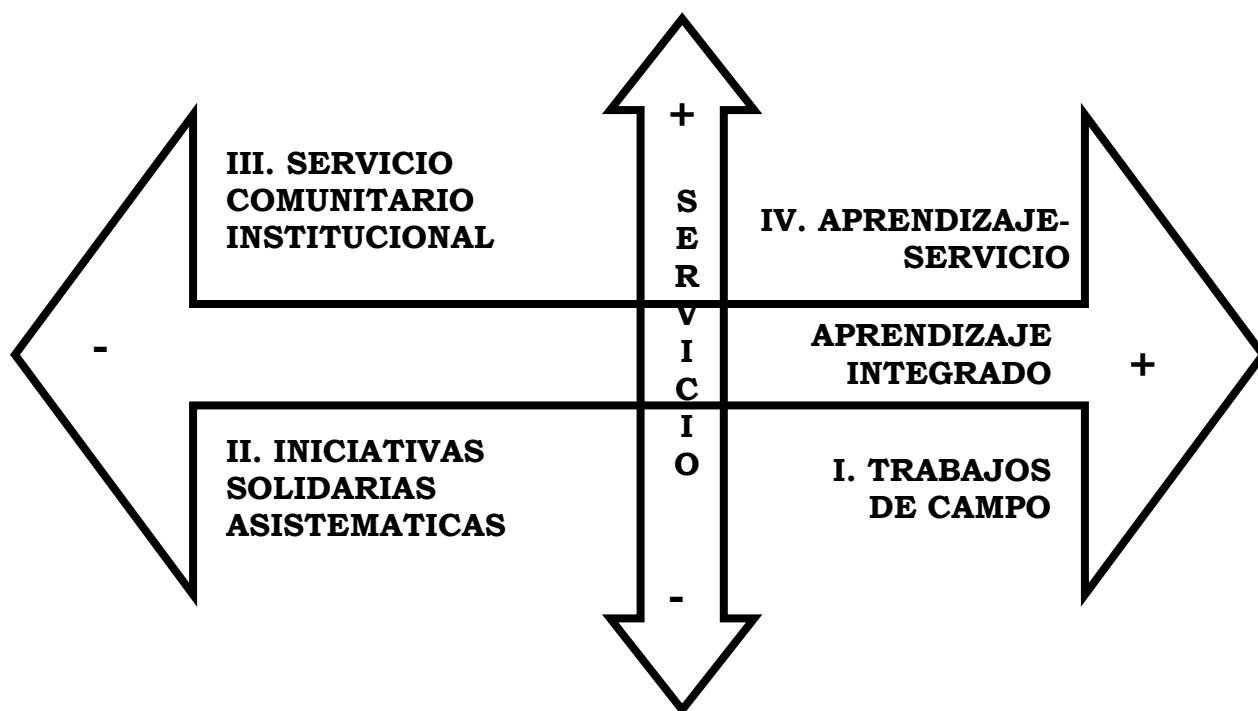 +
III. SERVICIO
COMUNITARIO
INSTITUCIONAL
S
E
R
V
I
C
I
O
IV. APRENDIZAJE-
SERVICIO
-
APRENDIZAJE
INTEGRADO
+
II. INICIATIVAS
SOLIDARIAS
ASISTEMATICAS
I. TRABAJOS
DE CAMPO
-